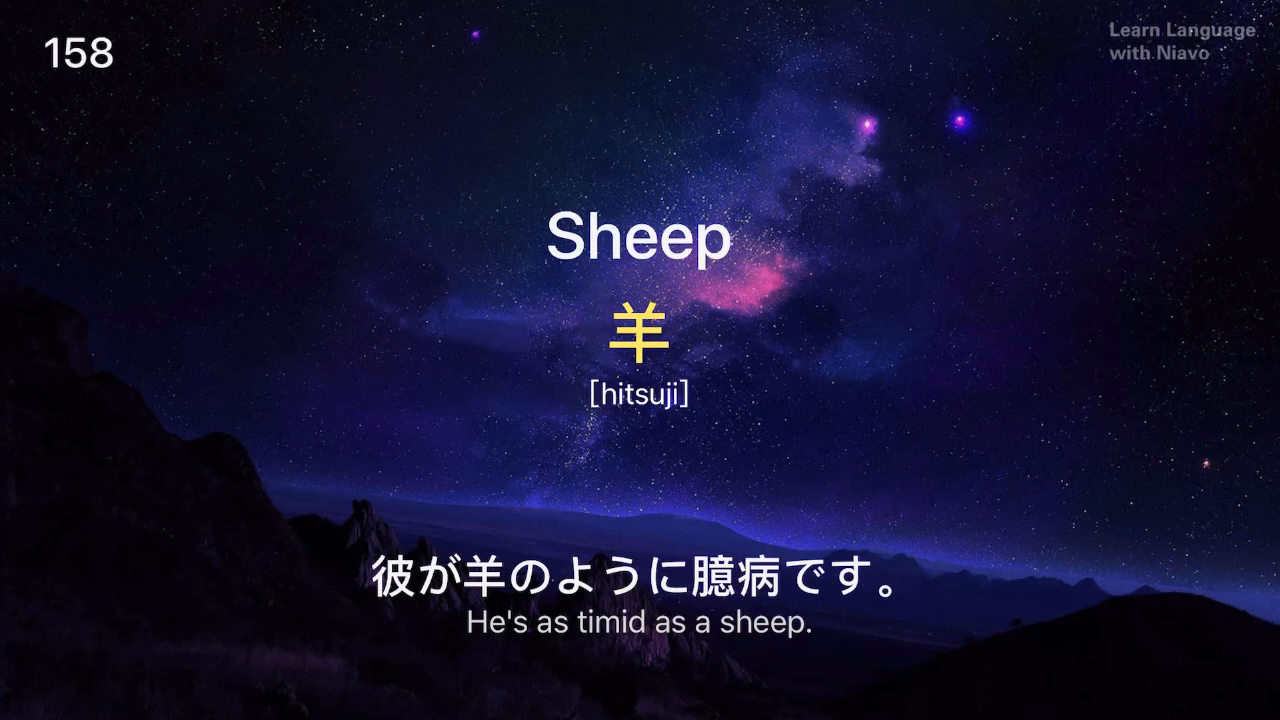 158
Learn Language
with Niavo
Sheep
羊
[hitsuji]
彼が羊のように臆病です。
He's as timid as a sheep.